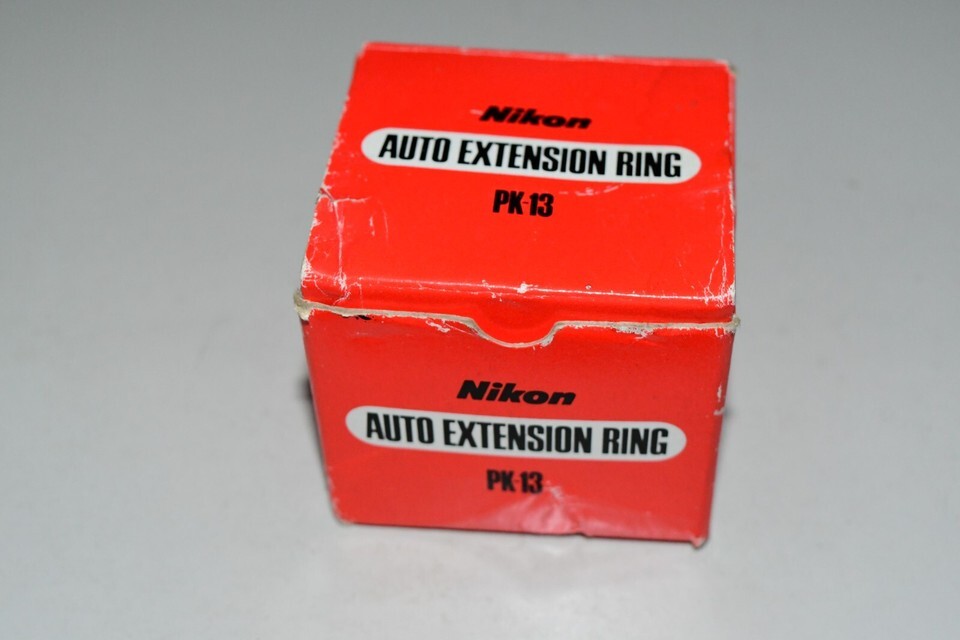 Nikon
AUTO EXTENSION RING
PK-13
Nikon
AUTO EXTENSION RING
PK-13